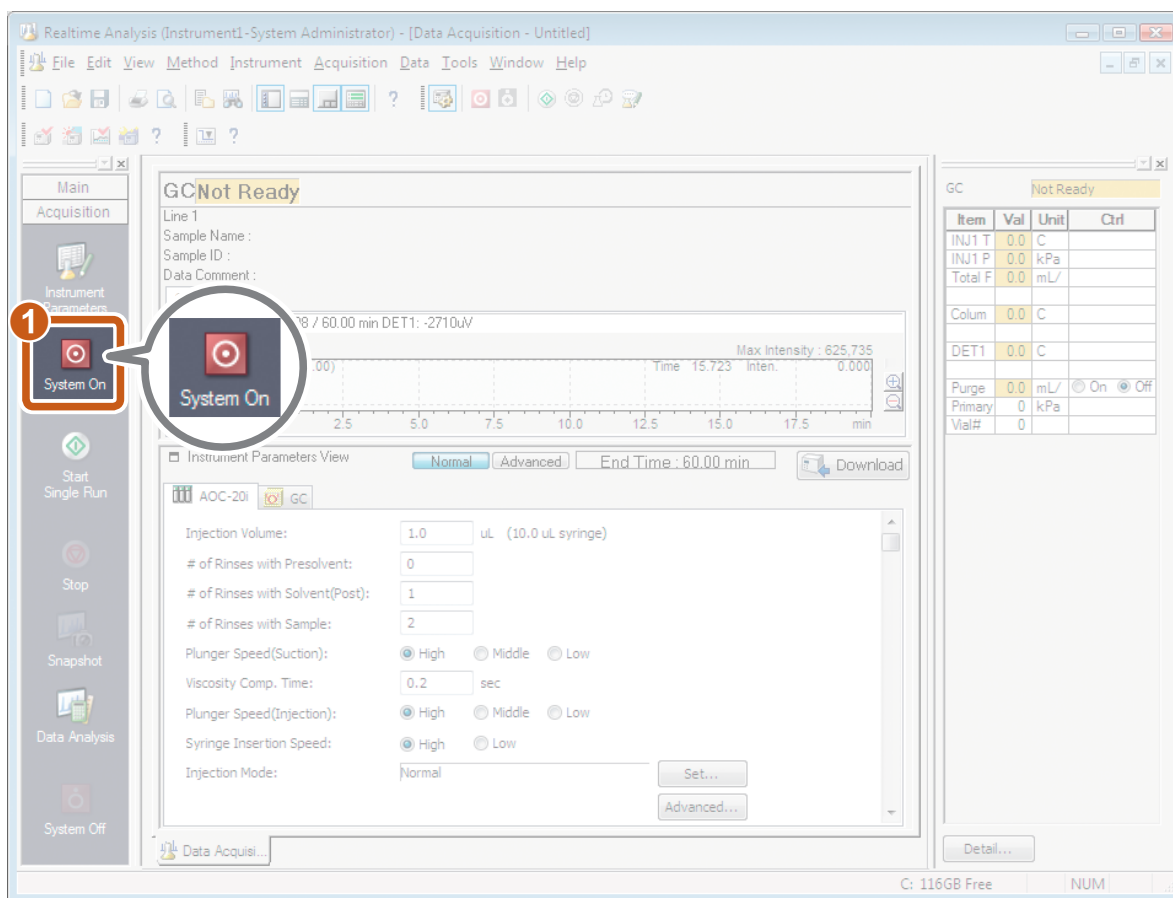 Realtime Analysis (Instrument1-System Administrator) - [Data Acquisition - Untitled]
File Edit View Method Instrument Acquisition Data Tools Window Help
?
? ?
Main
Acquisition
Instrument
Parameters
1
System On
System On
Start
Single Run
Stop
Snapshot
Data Analysis
System Off
GC Not Ready
Line 1
Sample Name :
Sample ID :
Data Comment :
/ 60.00 min DET1: -2710uV
Max Intensity : 625,735
.00) Time 15.723 Inten. 0.000
2.5 5.0 7.5 10.0 12.5 15.0 17.5 min
Instrument Parameters View Normal Advanced End Time : 60.00 min Download
AOC-20i GC
Injection Volume: 1.0 uL (10.0 uL syringe)
# of Rinses with Presolvent: 0
# of Rinses with Solvent(Post): 1
# of Rinses with Sample: 2
Plunger Speed(Suction): High Middle Low
Viscosity Comp. Time: 0.2 sec
Plunger Speed(Injection): High Middle Low
Syringe Insertion Speed: High Low
Injection Mode: Normal Set...
Advanced...
Data Acquisi...
GC Not Ready
Item Val Unit Ctrl
INJ1 T 0.0 C
INJ1 P 0.0 kPa
Total F 0.0 mL/
Colum 0.0 C
DET1 0.0 C
Purge 0.0 mL/ On Off
Primary 0 kPa
Vial# 0
Detail...
C: 116GB Free NUM